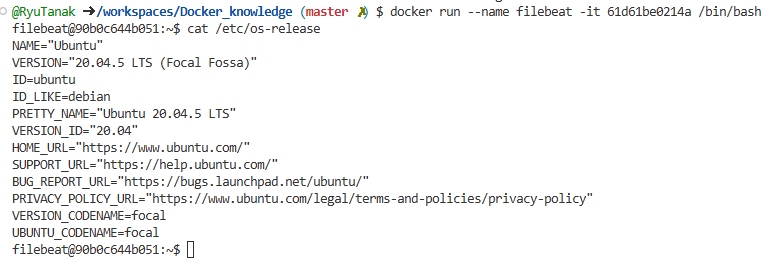 @RyuTanak ➜/workspaces/Docker_knowledge (master ✗) $ docker run --name filebeat -it 61d61be0214a /bin/bash
filebeat@90b0c644b051:~$ cat /etc/os-release
NAME="Ubuntu"
VERSION="20.04.5 LTS (Focal Fossa)"
ID=ubuntu
ID_LIKE=debian
PRETTY_NAME="Ubuntu 20.04.5 LTS"
VERSION_ID="20.04"
HOME_URL="https://www.ubuntu.com/"
SUPPORT_URL="https://help.ubuntu.com/"
BUG_REPORT_URL="https://bugs.launchpad.net/ubuntu/"
PRIVACY_POLICY_URL="https://www.ubuntu.com/legal/terms-and-policies/privacy-policy"
VERSION_CODENAME=focal
UBUNTU_CODENAME=focal
filebeat@90b0c644b051:~$